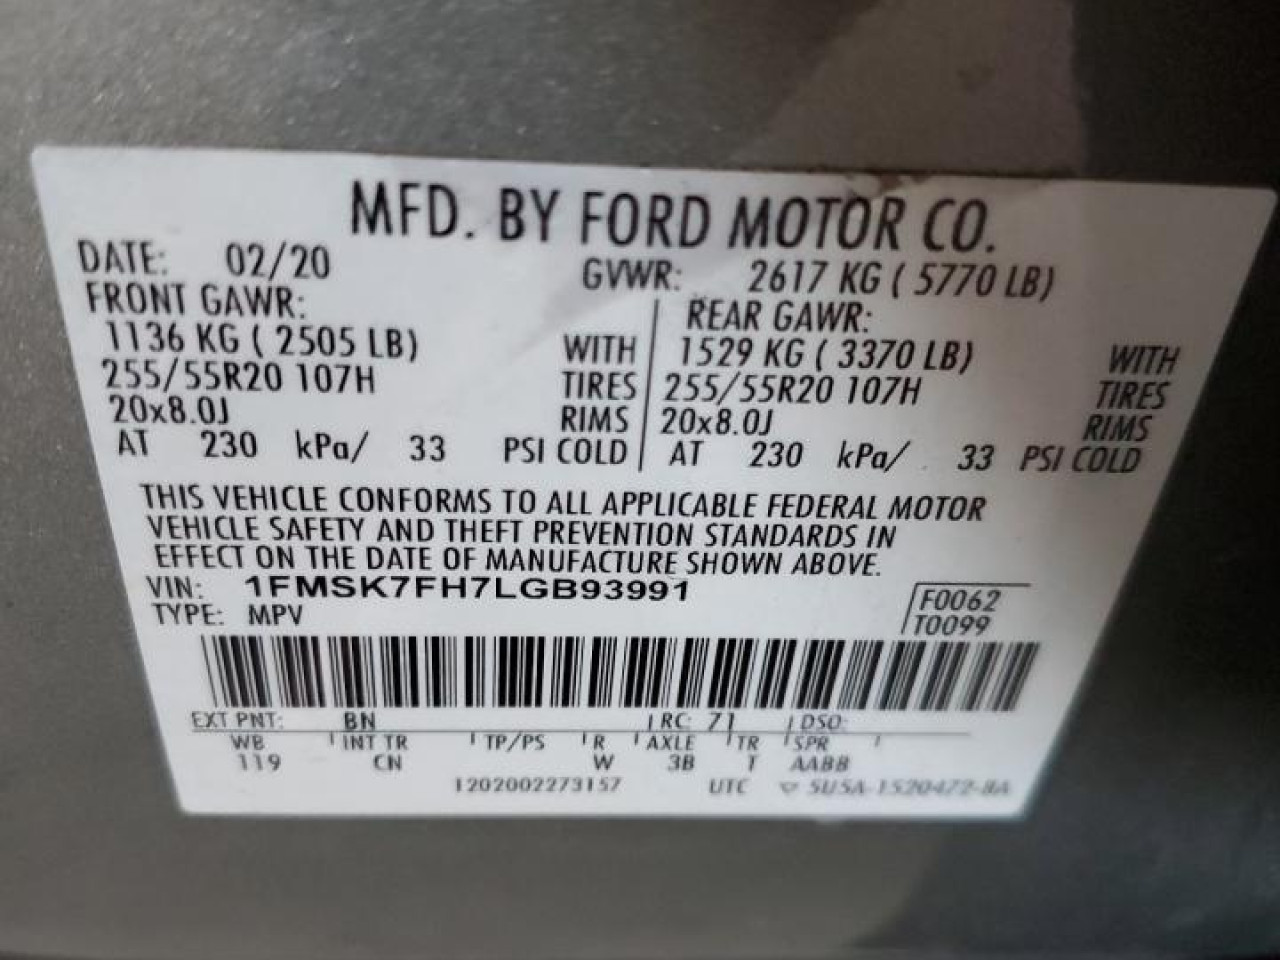 MFD. BY FORD MOTOR CO.
DATE: 02/20 GVWR: 2617 KG ( 5770 LB)
FRONT GAWR: REAR GAWR:
1136 KG ( 2505 LB) WITH 1529 KG ( 3370 LB) WITH
255/55R20 107H TIRES 255/55R20 107H TIRES
20x8.0J RIMS 20x8.0J RIMS
AT 230 kPa/ 33 PSI COLD AT 230 kPa/ 33 PSI COLD
THIS VEHICLE CONFORMS TO ALL APPLICABLE FEDERAL MOTOR
VEHICLE SAFETY AND THEFT PREVENTION STANDARDS IN
EFFECT ON THE DATE OF MANUFACTURE SHOWN ABOVE.
VIN: 1FMSK7FH7LGB93991 F0062
TYPE: MPV T0099
EXT PNT: BN RC: 71 DSO:
WB INT TR TP/PS R AXLE TR SPR
119 CN W 3B T AABB
1202002273157 UTC SU5A-1520472-8A